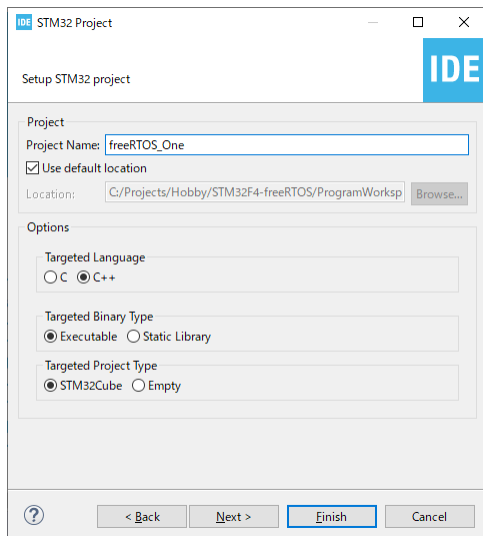 IDE STM32 Project
Setup STM32 project
IDE
Project
Project Name: freeRTOS_One
Use default location
Location: C:/Projects/Hobby/STM32F4-freeRTOS/ProgramWorksp Browse...
Options
Targeted Language
C C++
Targeted Binary Type
Executable Static Library
Targeted Project Type
STM32Cube Empty
? < Back Next > Finish Cancel